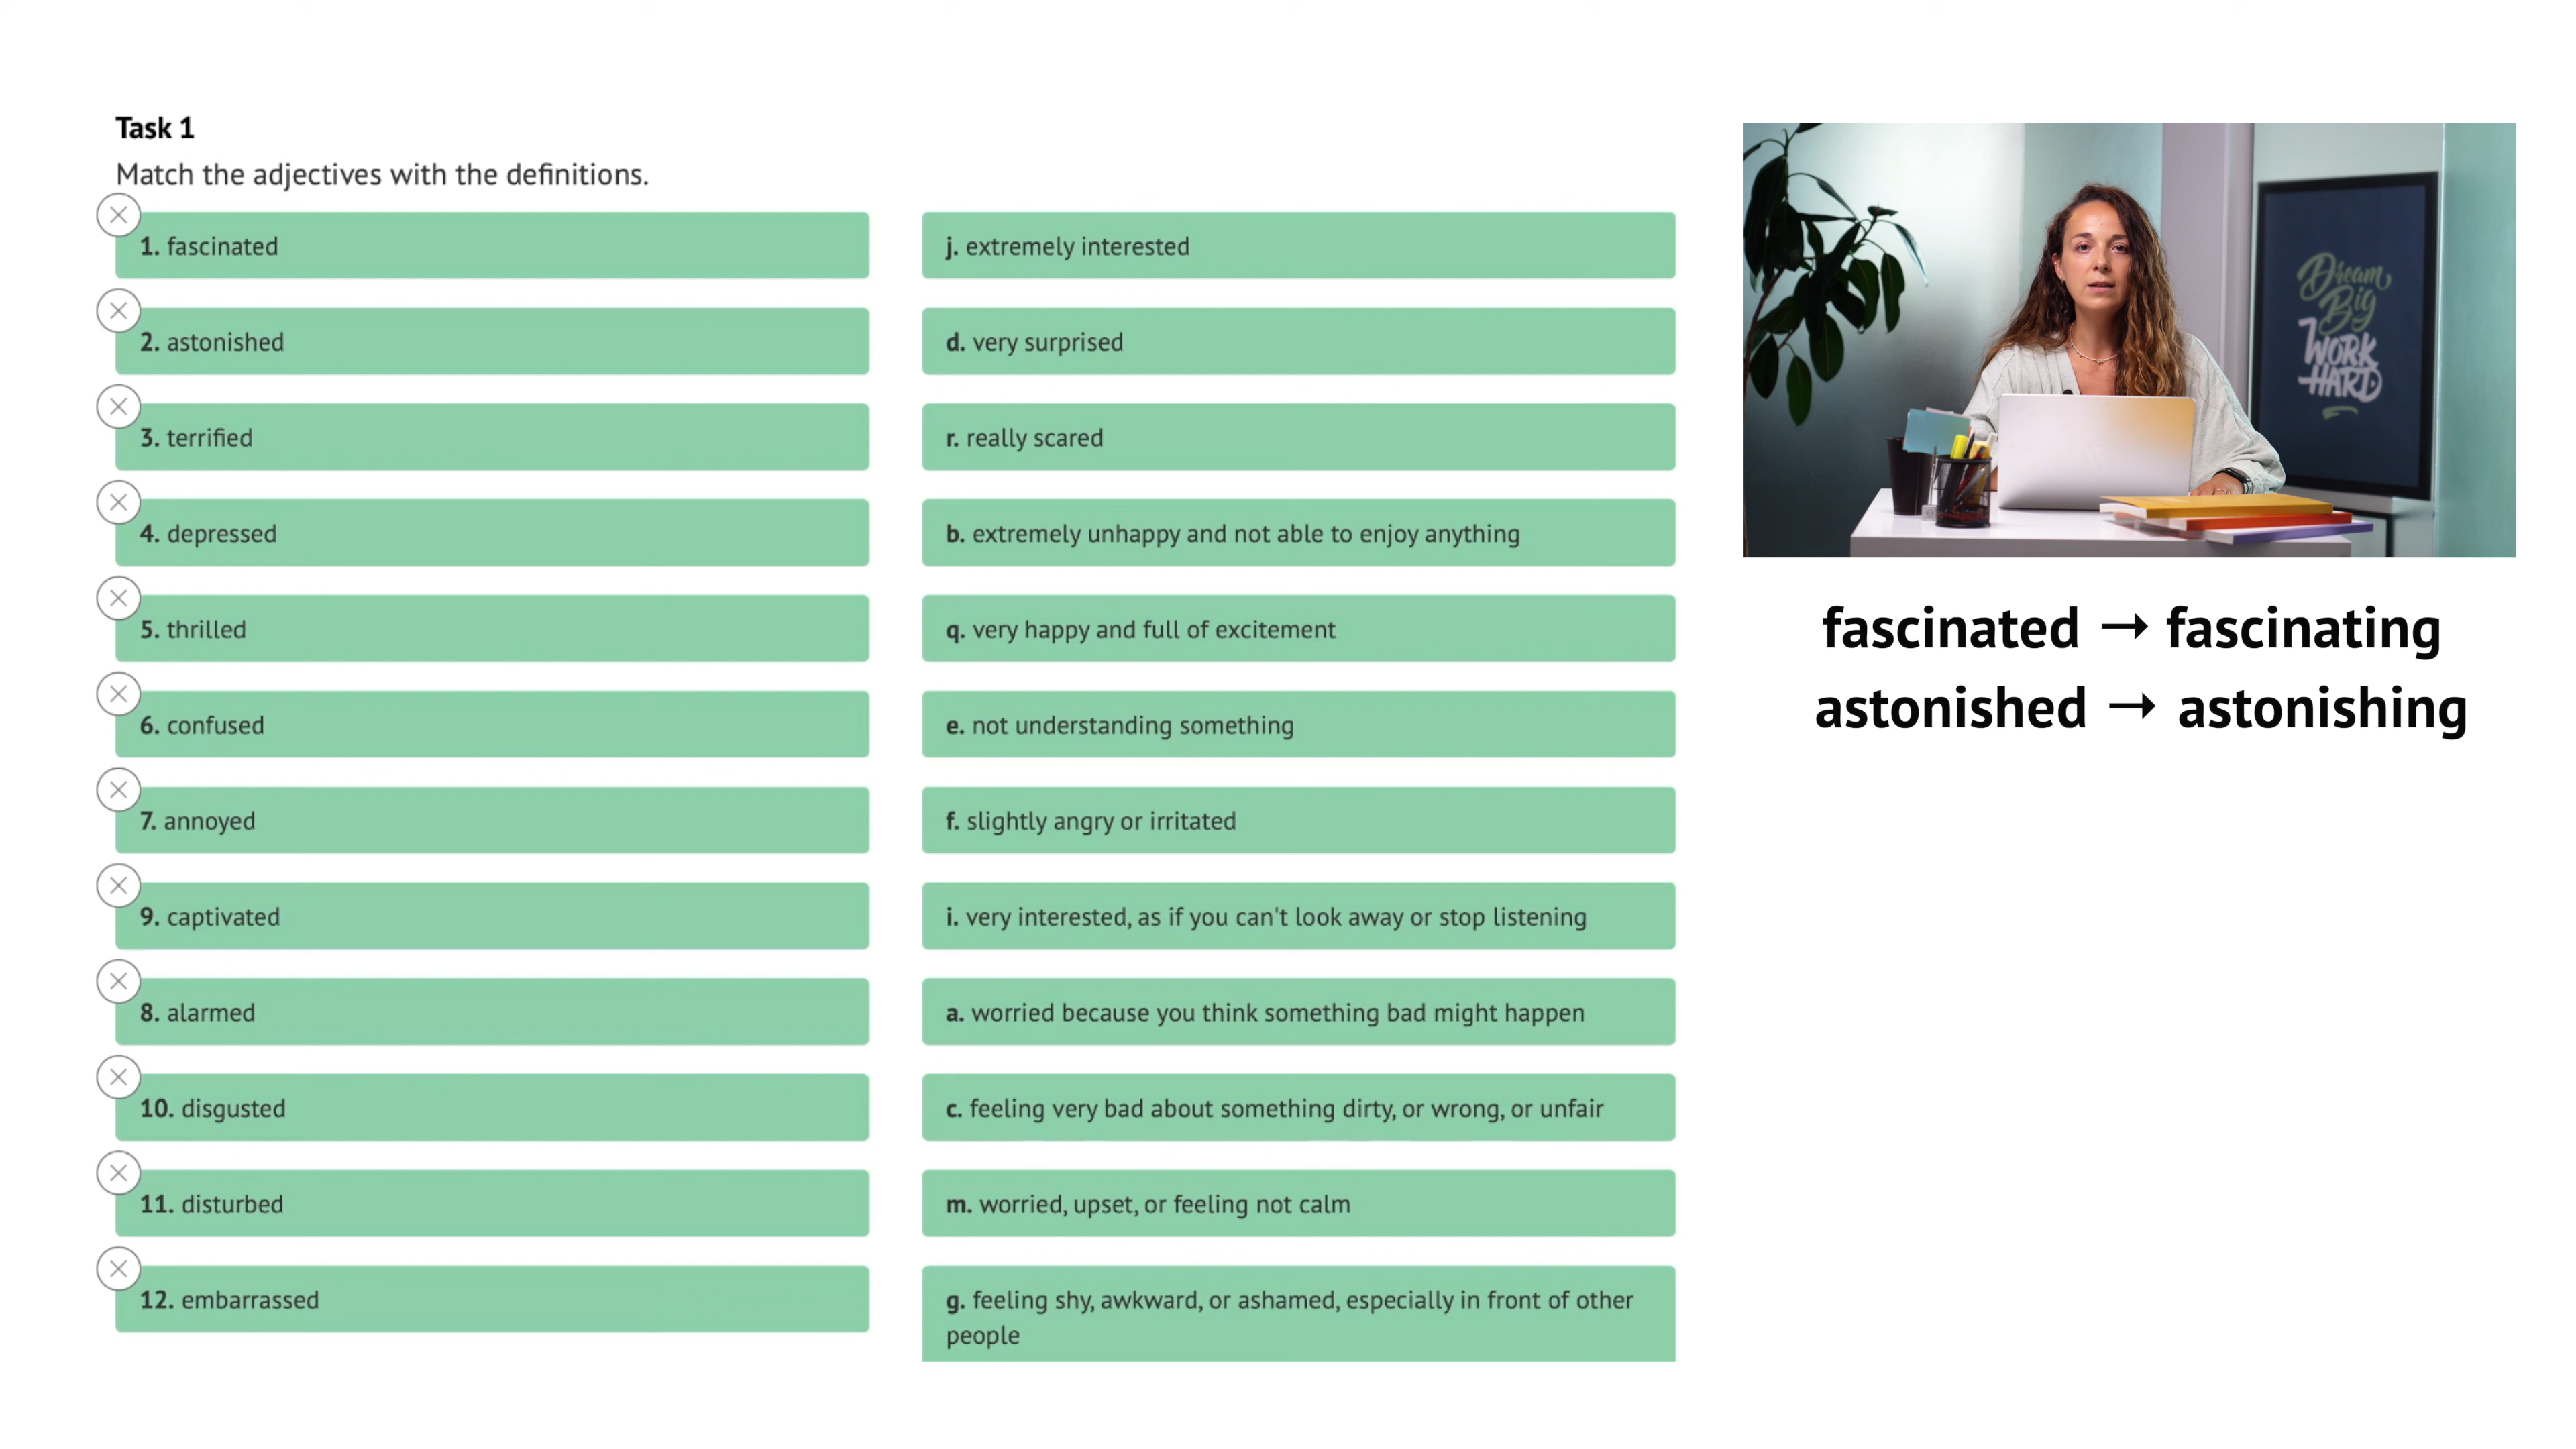 Task 1
Match the adjectives with the definitions.
1. fascinated
j. extremely interested
2. astonished
d. very surprised
3. terrified
r. really scared
4. depressed
b. extremely unhappy and not able to enjoy anything
5. thrilled
q. very happy and full of excitement
6. confused
e. not understanding something
7. annoyed
f. slightly angry or irritated
9. captivated
i. very interested, as if you can't look away or stop listening
8. alarmed
a. worried because you think something bad might happen
10. disgusted
c. feeling very bad about something dirty, or wrong, or unfair
11. disturbed
m. worried, upset, or feeling not calm
12. embarrassed
g. feeling shy, awkward, or ashamed, especially in front of other
people
Dream
Big
WORK
HARD
fascinated → fascinating
astonished → astonishing